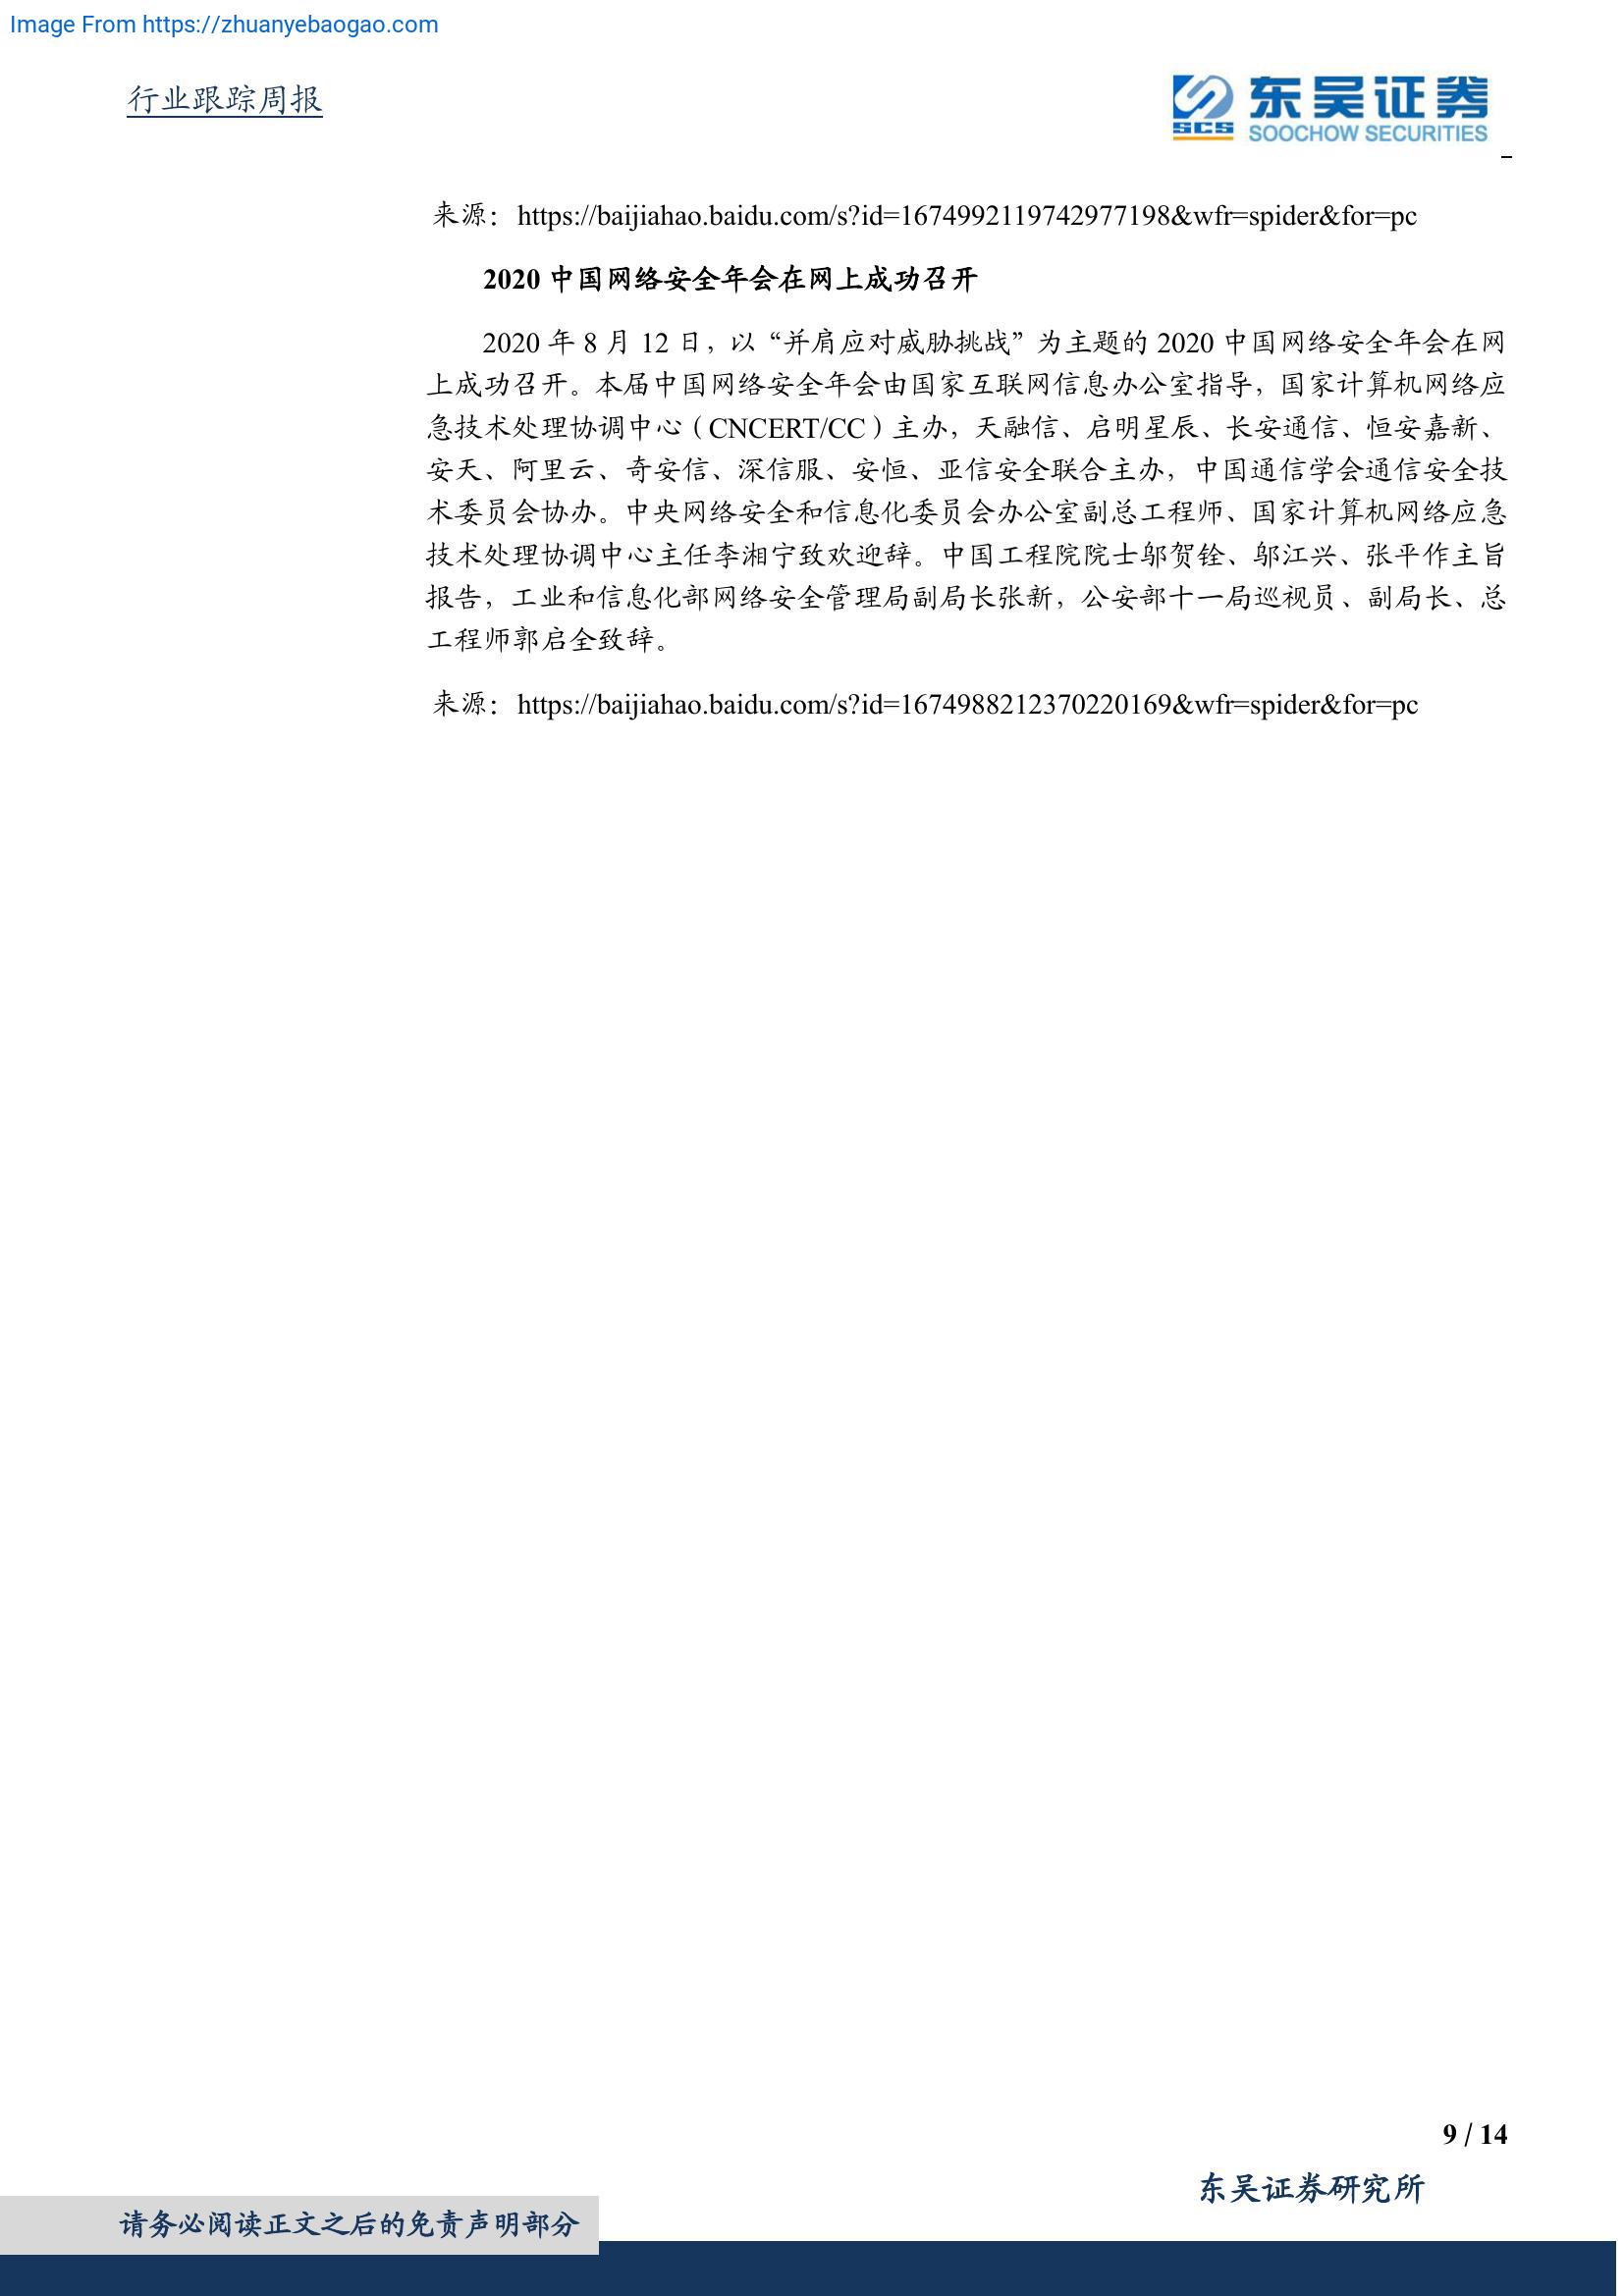 Image From https://zhuanyebaogao.com
行业跟踪周报
东吴证券
SCS
SOOCHOW SECURITIES
来源：https://baijiahao.baidu.com/s?id=1674992119742977198&wfr=spider&for=pc
2020 中国网络安全年会在网上成功召开
2020 年 8 月 12 日，以“并肩应对威胁挑战”为主题的 2020 中国网络安全年会在网
上成功召开。本届中国网络安全年会由国家互联网信息办公室指导，国家计算机网络应
急技术处理协调中心（CNCERT/CC）主办，天融信、启明星辰、长安通信、恒安嘉新、
安天、阿里云、奇安信、深信服、安恒、亚信安全联合主办，中国通信学会通信安全技
术委员会协办。中央网络安全和信息化委员会办公室副总工程师、国家计算机网络应急
技术处理协调中心主任李湘宁致欢迎辞。中国工程院院士邬贺铨、邬江兴、张平作主旨
报告，工业和信息化部网络安全管理局副局长张新，公安部十一局巡视员、副局长、总
工程师郭启全致辞。
来源：https://baijiahao.baidu.com/s?id=1674988212370220169&wfr=spider&for=pc
9 / 14
东吴证券研究所
请务必阅读正文之后的免责声明部分